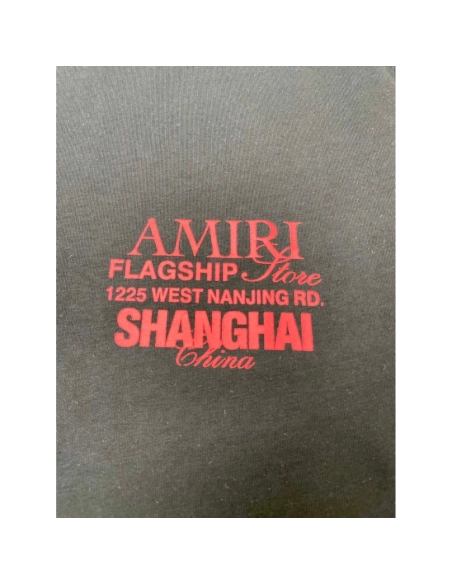 AMIRI
FLAGSHIP Store
1225 WEST NANJING RD.
SHANGHAI
China